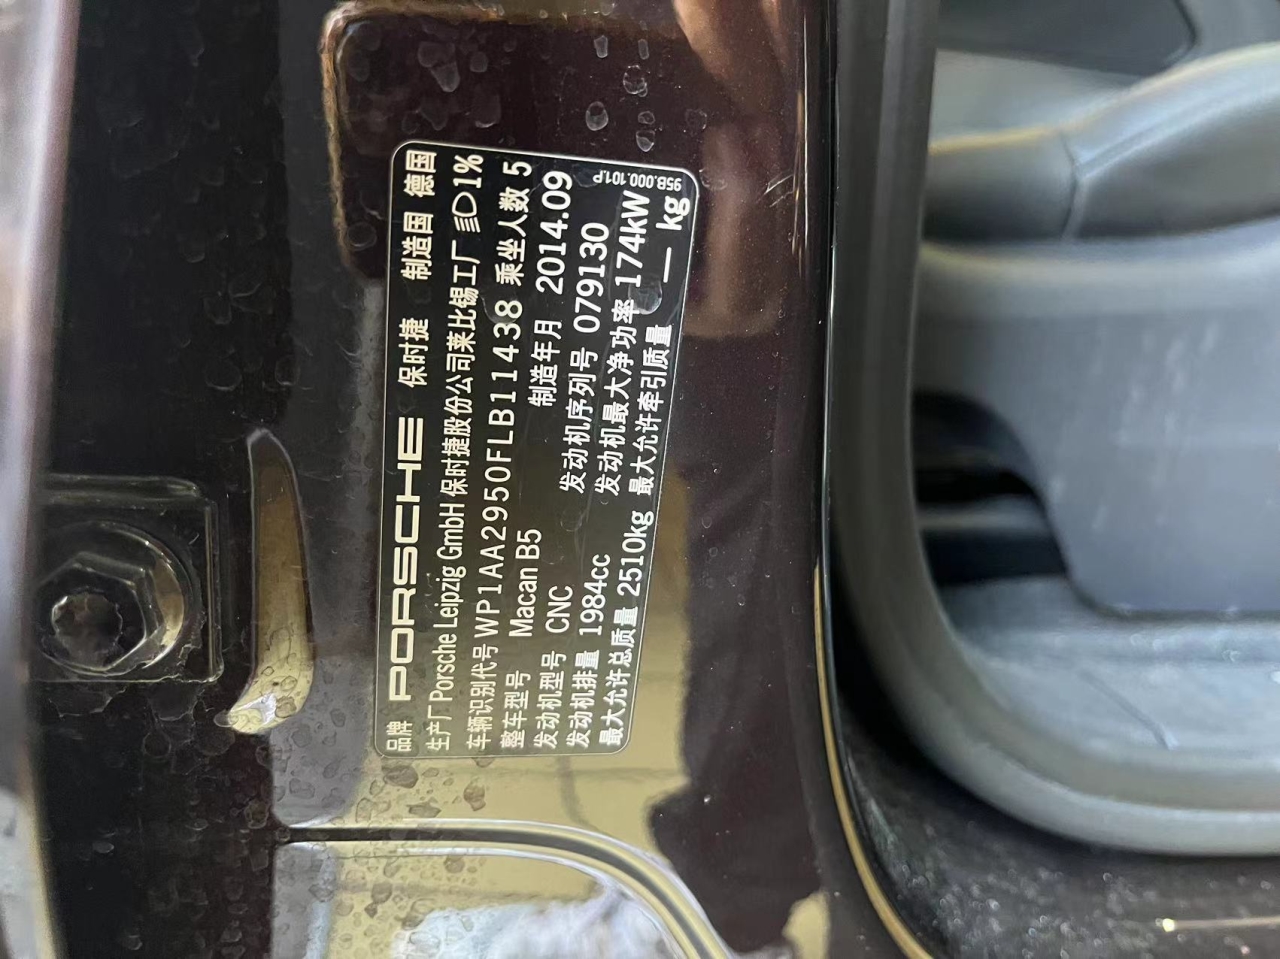 品牌 PORSCHE 保时捷 制造国 德国
生产厂 Porsche Leipzig GmbH 保时捷股份公司莱比锡工厂 1%
车辆识别代号 WP1AA2950FLB11438 乘坐人数 5
整车型号 Macan B5 制造年月 2014.09
发动机型号 CNC 发动机序列号 079130
发动机排量 1984cc 发动机最大净功率 174kW
最大允许总质量 2510kg 最大允许牵引质量 — kg
95B.000.101.P